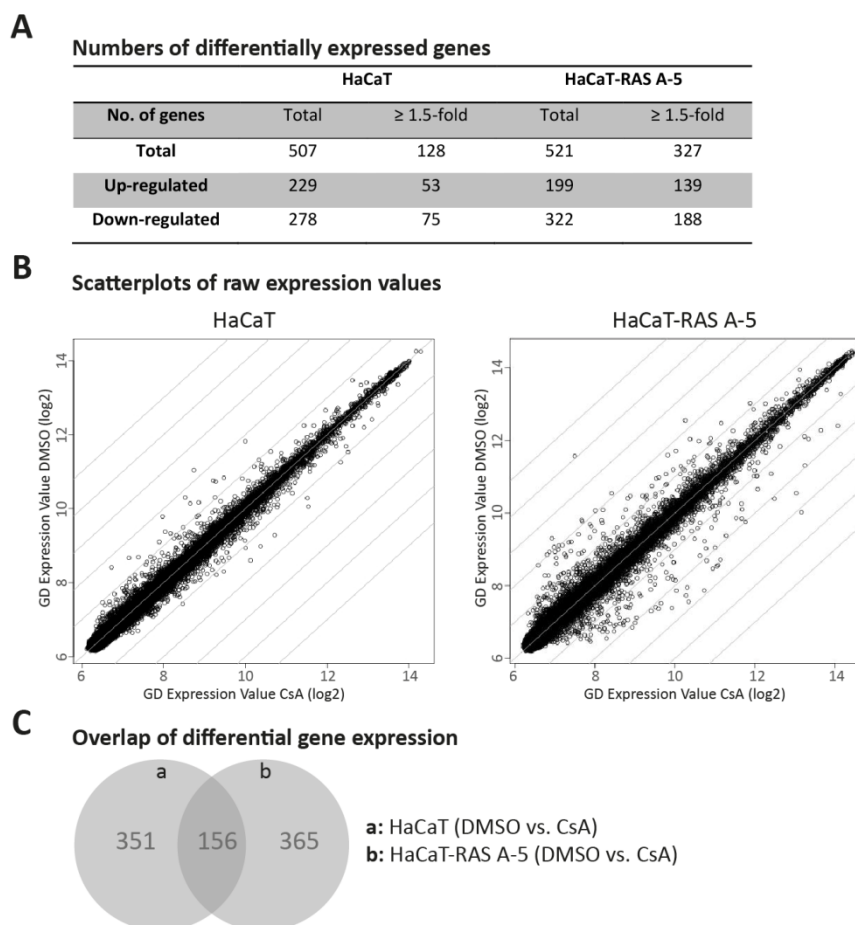 A
Numbers of differentially expressed genes
HaCaT HaCaT-RAS A-5
No. of genes Total ≥ 1.5-fold Total ≥ 1.5-fold
Total 507 128 521 327
Up-regulated 229 53 199 139
Down-regulated 278 75 322 188
B
Scatterplots of raw expression values
HaCaT
GD Expression Value DMSO (log2)
14
12
10
8
6
6 8 10 12 14
GD Expression Value CsA (log2)
HaCaT-RAS A-5
GD Expression Value DMSO (log2)
14
12
10
8
6
6 8 10 12 14
GD Expression Value CsA (log2)
C
Overlap of differential gene expression
a b
351 156 365
a: HaCaT (DMSO vs. CsA)
b: HaCaT-RAS A-5 (DMSO vs. CsA)